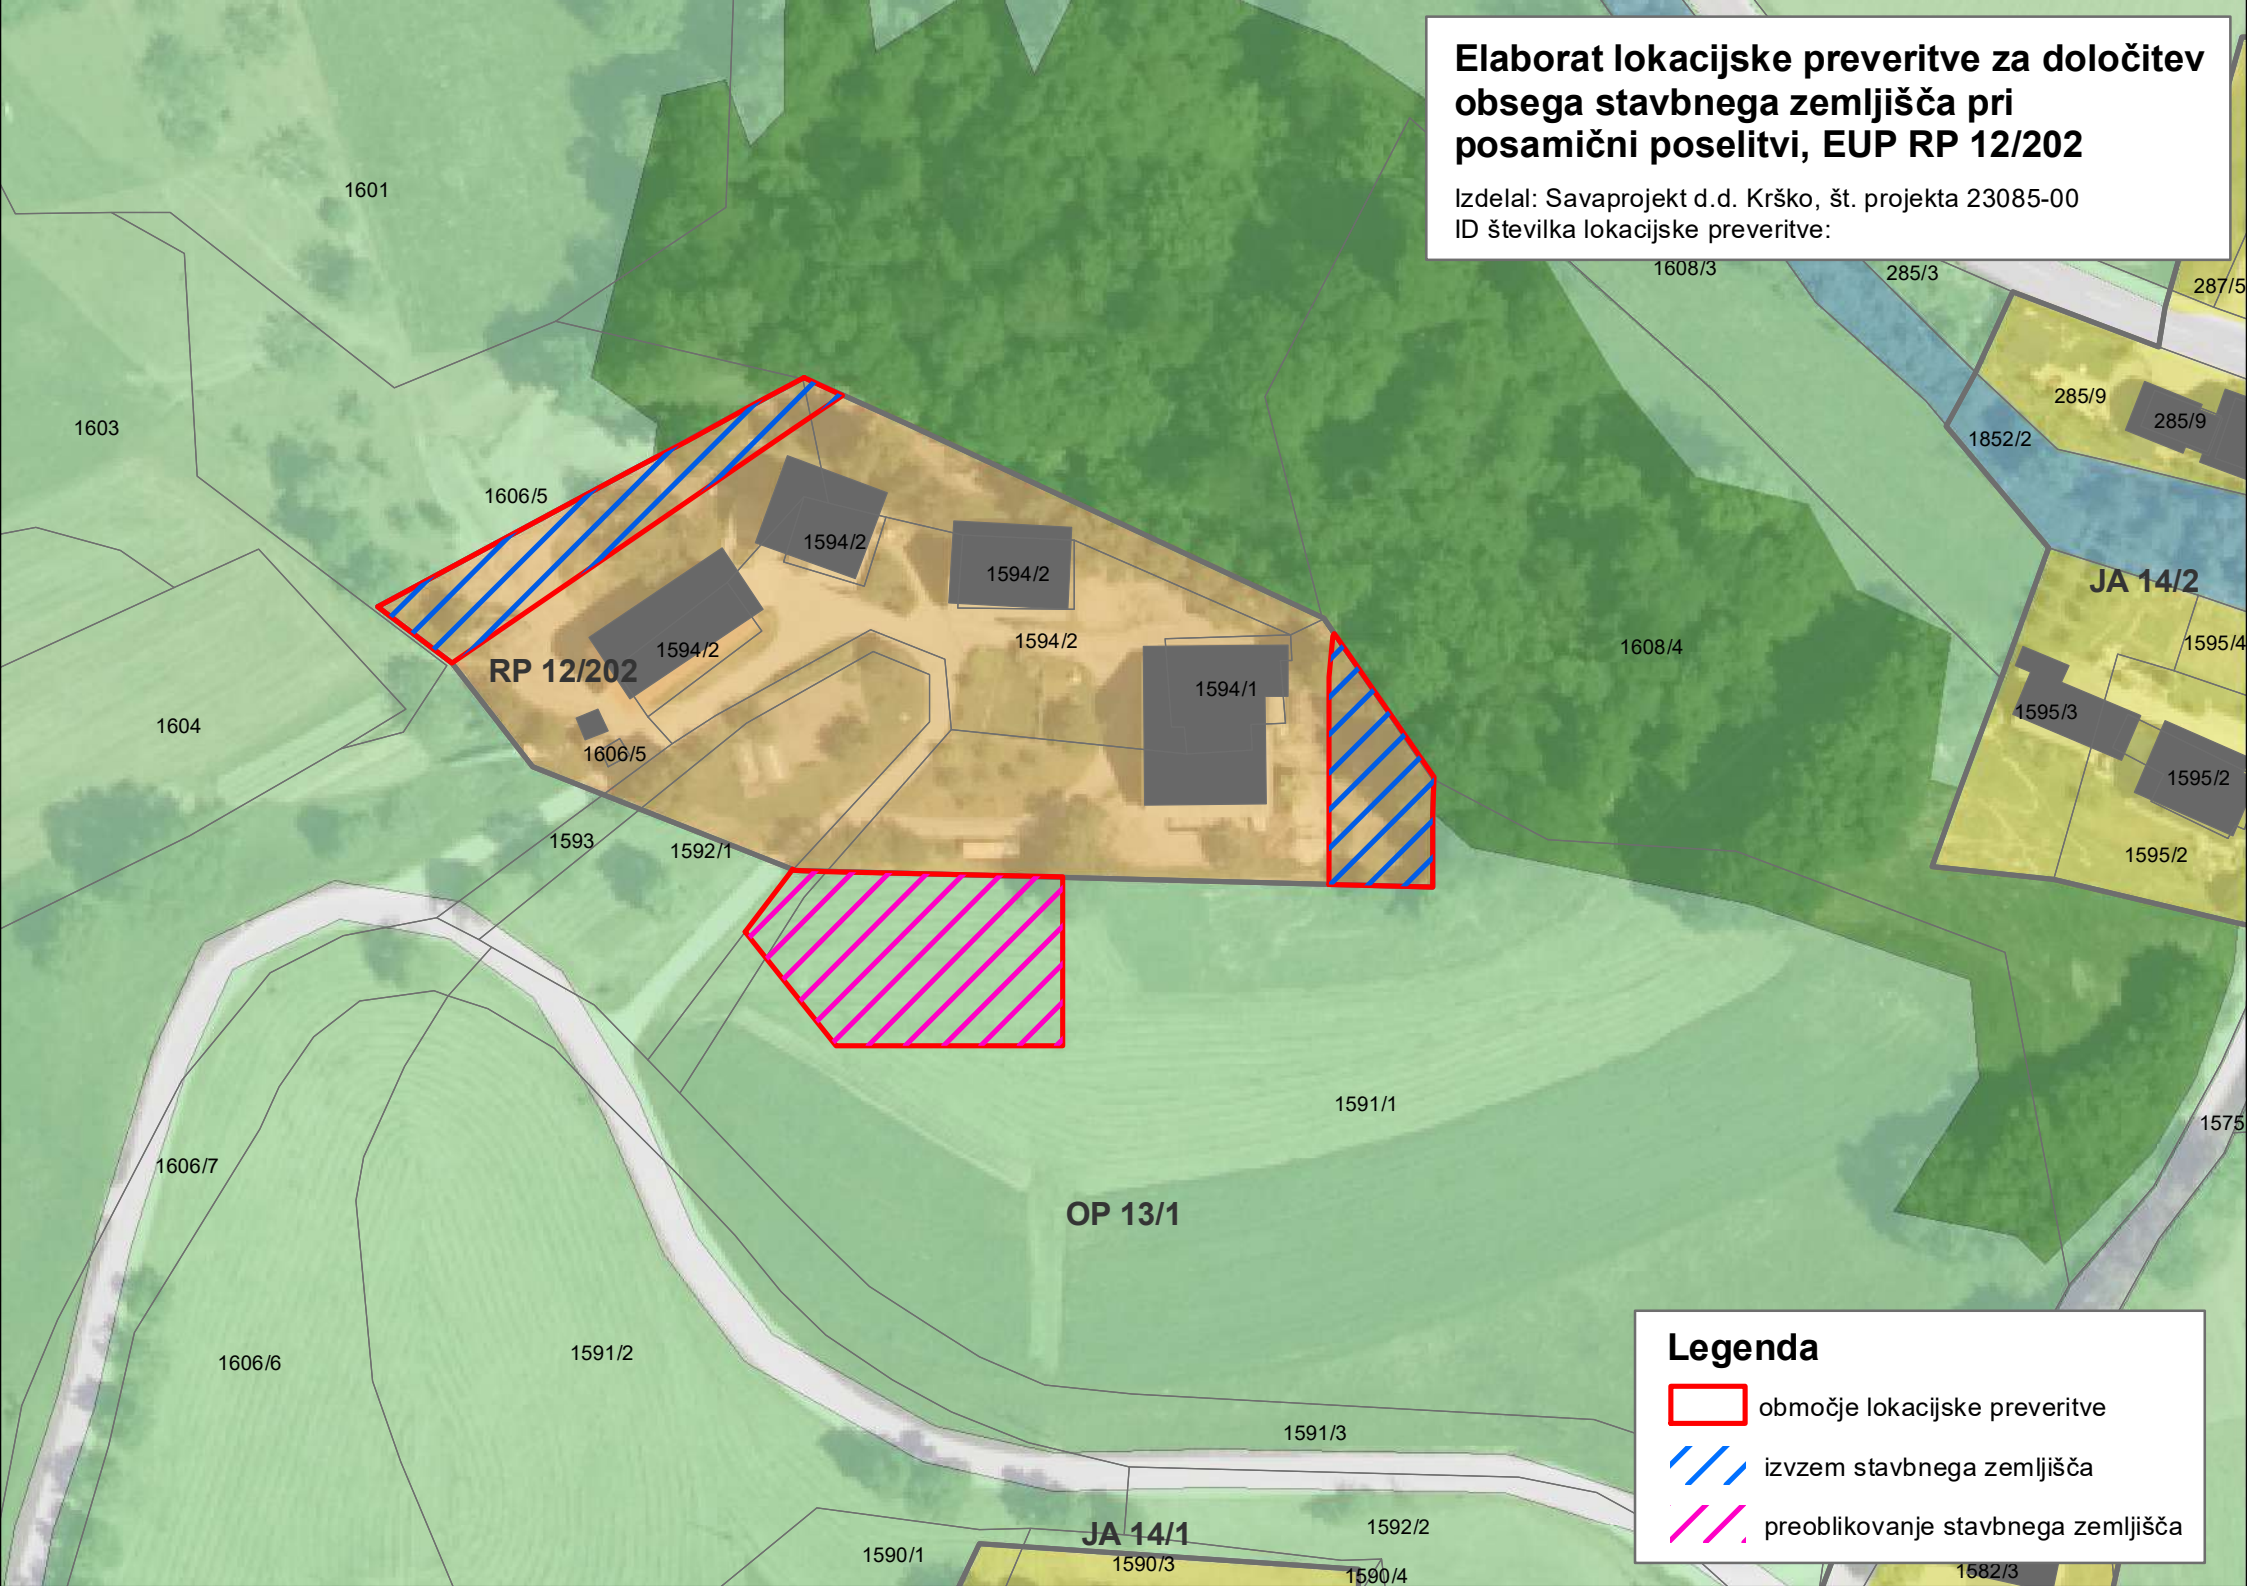 Elaborat lokacijske preveritve za določitev
obsega stavbnega zemljišča pri
posamični poselitvi, EUP RP 12/202
Izdelal: Savaprojekt d.d. Krško, št. projekta 23085-00
ID številka lokacijske preveritve:
1601
1608/3
285/3
287/5
285/9
285/9
1603
1852/2
1606/5
1594/2
1594/2
JA 14/2
1594/2
1594/2
1608/4
1595/4
RP 12/202
1594/1
1595/3
1604
1606/5
1595/2
1593
1592/1
1595/2
1591/1
1575
1606/7
OP 13/1
1606/6
1591/2
1591/3
JA 14/1
1592/2
1590/1
1590/3
1590/4
1582/3
Legenda
območje lokacijske preveritve
izvzem stavbnega zemljišča
preoblikovanje stavbnega zemljišča